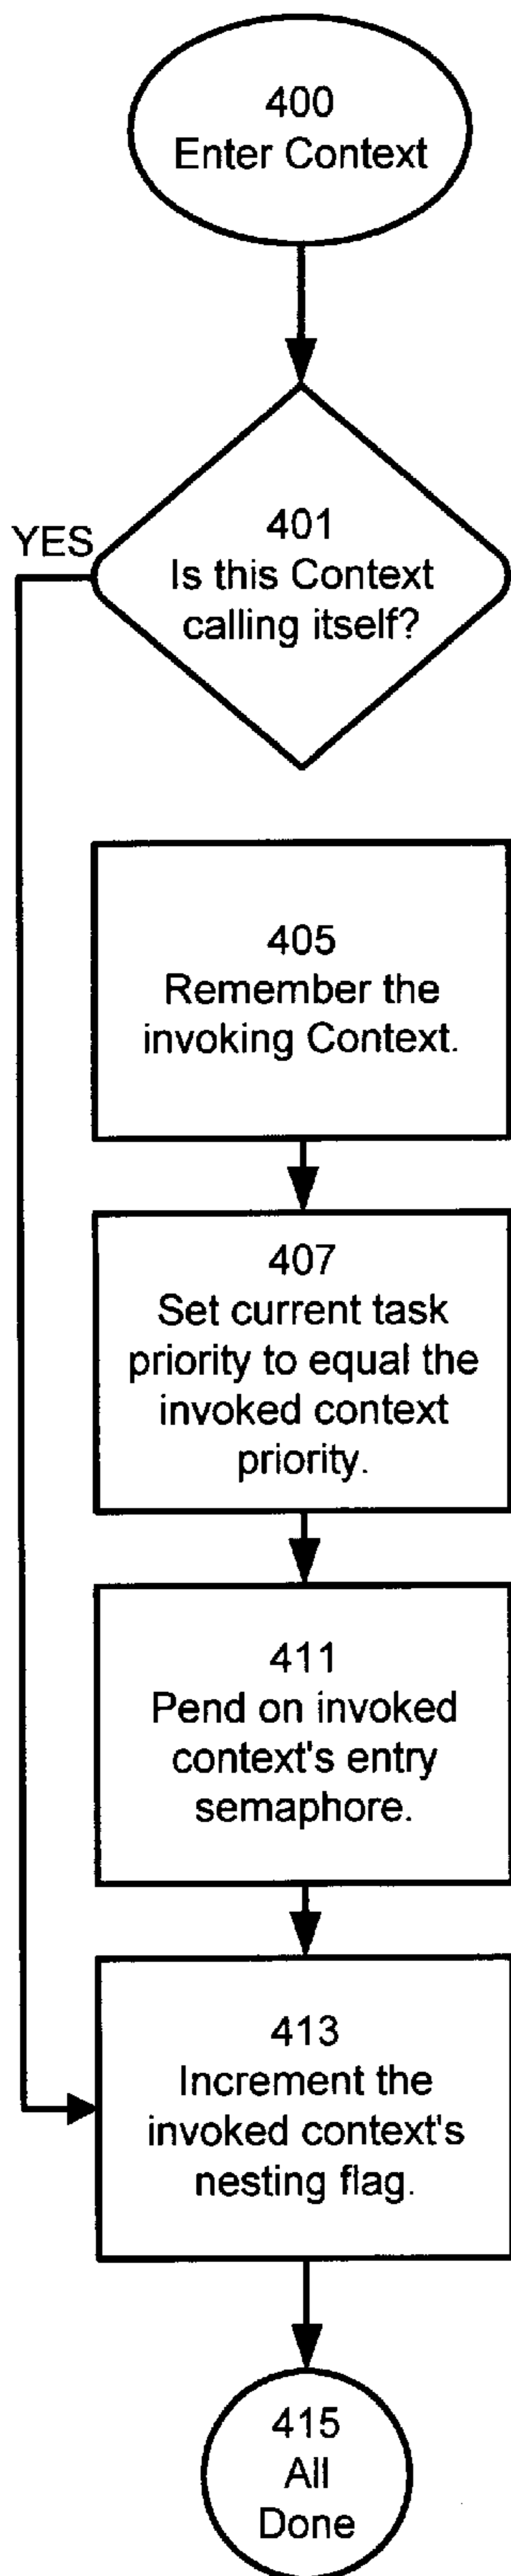 400
Enter Context
YES
401
Is this Context
calling itself?
405
Remember the
invoking Context.
407
Set current task
priority to equal the
invoked context
priority.
411
Pend on invoked
context's entry
semaphore.
413
Increment the
invoked context's
nesting flag.
415
All
Done